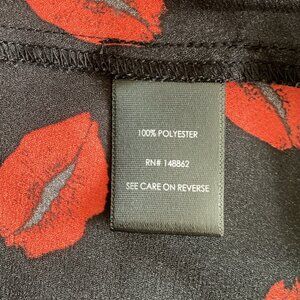 100% POLYESTER
RN# 148862
SEE CARE ON REVERSE